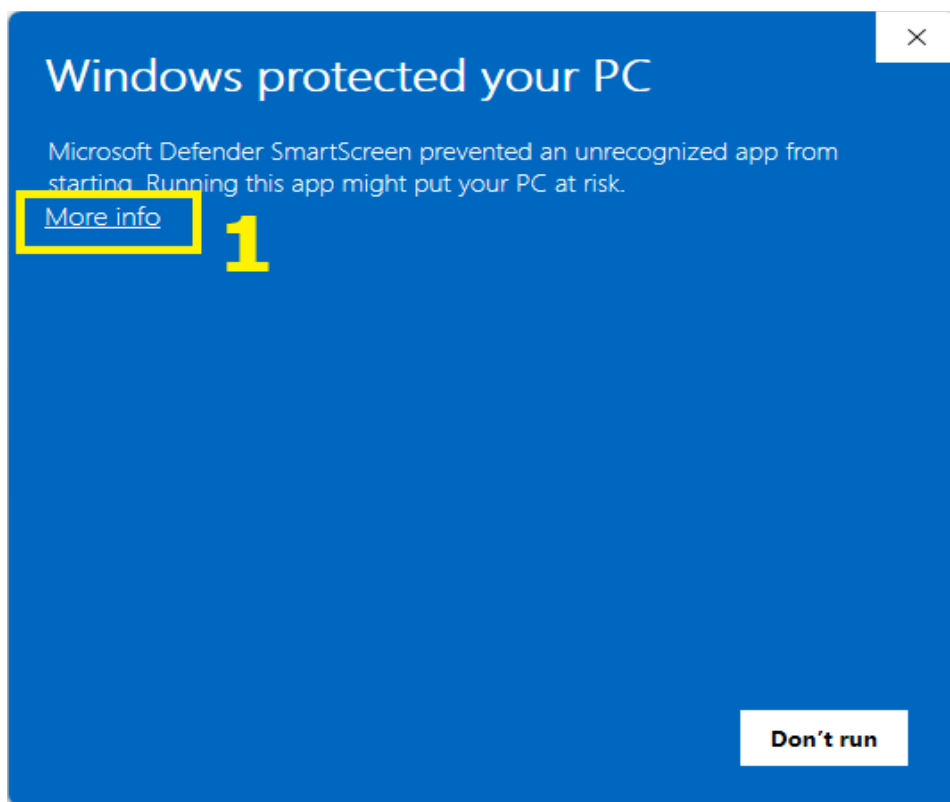 Windows protected your PC
Microsoft Defender SmartScreen prevented an unrecognized app from
starting. Running this app might put your PC at risk.
More info
1
Don't run